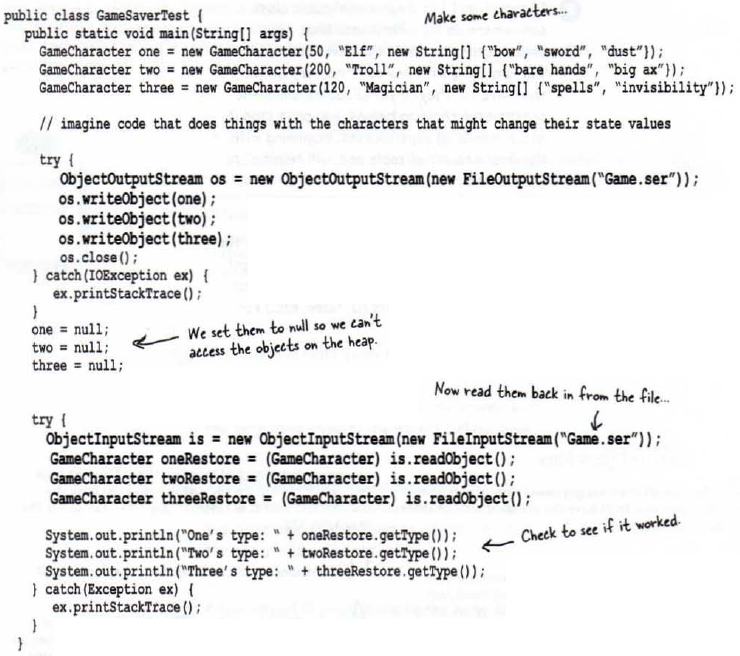 Make some characters...
public class GameSaverTest {
public static void main(String[] args) {
GameCharacter one = new GameCharacter(50, “Elf”, new String[] {“bow”, “sword”, “dust”});
GameCharacter two = new GameCharacter(200, “Troll”, new String[] {“bare hands”, “big ax”});
GameCharacter three = new GameCharacter(120, “Magician”, new String[] {“spells”, “invisibility”});
// imagine code that does things with the characters that might change their state values
try {
ObjectOutputStream os = new ObjectOutputStream(new FileOutputStream(“Game.ser”));
os.writeObject(one);
os.writeObject(two);
os.writeObject(three);
os.close();
} catch(IOException ex) {
ex.printStackTrace();
}
one = null;
two = null;
three = null;
We set them to null so we can't
access the objects on the heap.
Now read them back in from the file...
try {
ObjectInputStream is = new ObjectInputStream(new FileInputStream(“Game.ser”));
GameCharacter oneRestore = (GameCharacter) is.readObject();
GameCharacter twoRestore = (GameCharacter) is.readObject();
GameCharacter threeRestore = (GameCharacter) is.readObject();
System.out.println(“One's type: ” + oneRestore.getType());
System.out.println(“Two's type: ” + twoRestore.getType());
System.out.println(“Three's type: ” + threeRestore.getType());
Check to see if it worked.
} catch(Exception ex) {
ex.printStackTrace();
}
}